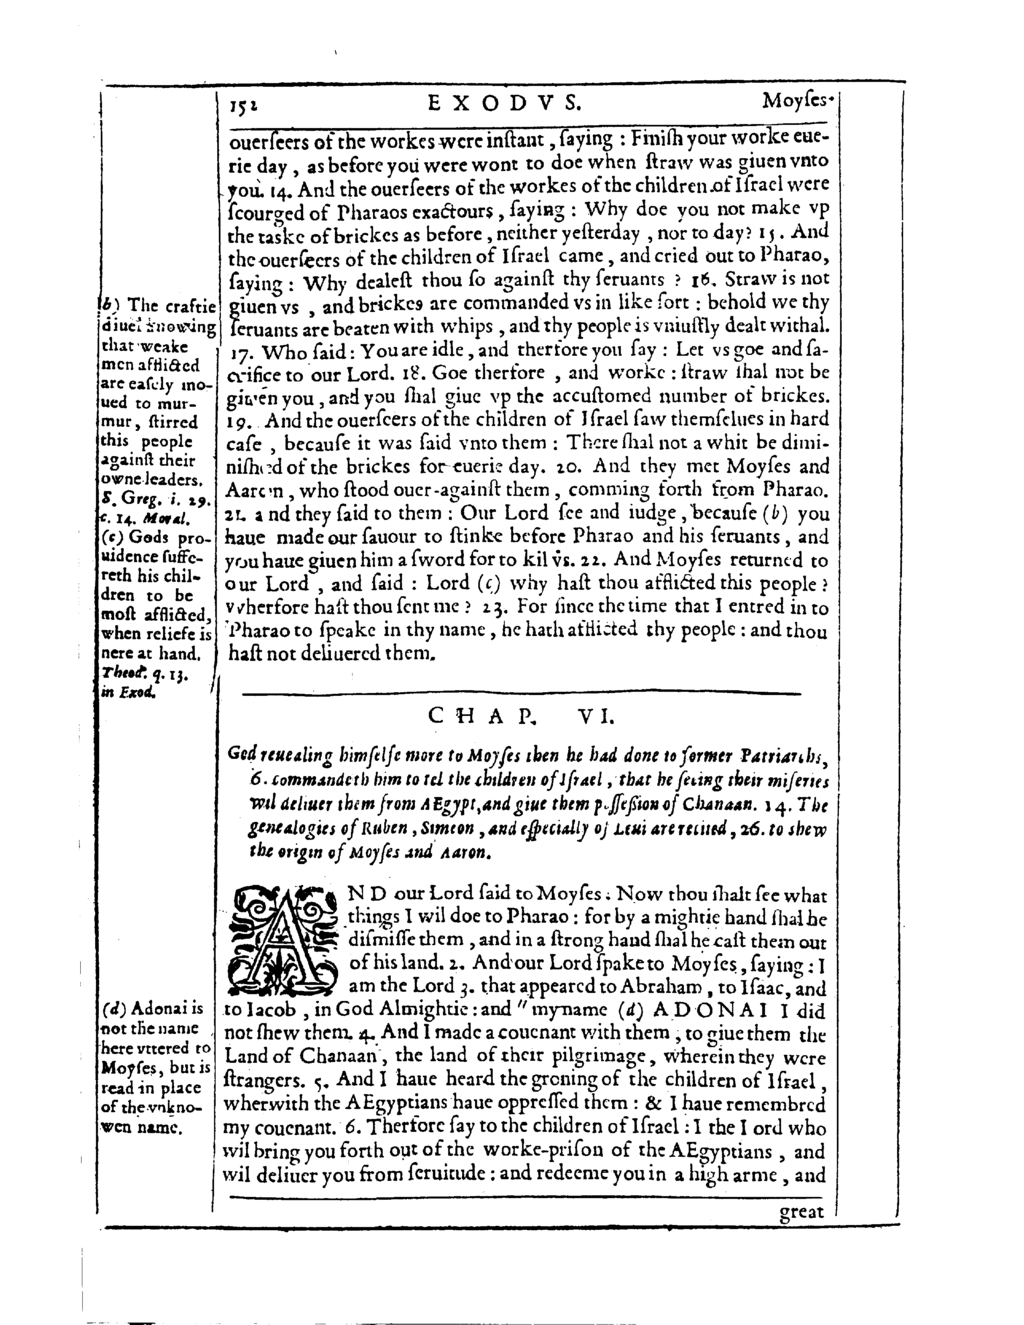 152 E X O D V S. Moyſes.
ouerſeers of the workes were inſtant, ſaying : Finiſh your worke eue-
rie day, as before you were wont to doe when ſtraw was giuen vnto
you. 14. And the ouerſeers of the workes of the children of Iſrael were
ſcourged of Pharaos exactours, ſaying : Why doe you not make vp
the taske of brickes as before, neither yeſterday, nor to day? 15. And
the ouerſeers of the children of Iſrael came, and cried out to Pharao,
ſaying : Why dealeſt thou ſo againſt thy ſeruants ? 16. Straw is not
giuen vs, and brickes are commanded vs in like ſort : behold we thy
ſeruants are beaten with whips, and thy people is vniuſtly dealt withal.
17. Who ſaid : You are idle, and therfore you ſay : Let vs goe and ſa-
crifice to our Lord. 18. Goe therfore, and worke : ſtraw ſhal not be
giuen you, and you ſhal giue vp the accuſtomed number of brickes.
19. And the ouerſeers of the children of Iſrael ſaw themſelues in hard
caſe, becauſe it was ſaid vnto them : There ſhal not a whit be dimi-
niſhed of the brickes for euerie day. 20. And they met Moyſes and
Aaron, who ſtood ouer-againſt them, comming forth from Pharao.
21. and they ſaid to them : Our Lord ſee and iudge, becauſe (b) you
haue made our ſauour to ſtinke before Pharao and his ſeruants, and
you haue giuen him a ſword for to kil vs. 22. And Moyſes returned to
our Lord, and ſaid : Lord (c) why haſt thou afflicted this people ?
vvherfore haſt thou ſent me ? 23. For ſince the time that I entred in to
Pharao to ſpeake in thy name, he hath afflicted thy people : and thou
haſt not deliuered them.
b) The craftie
diuel knowing
that weake
men afflicted
are eaſely mo-
ued to mur-
mur, ſtirred
this people
againſt their
owne leaders.
S. Greg. i. 29.
c. 14. Moral.
(c) Gods pro-
uidence ſuffe-
reth his chil-
dren to be
moſt afflicted,
when reliefe is
nere at hand.
Theod. q. 13.
in Exod.
C H A P. V I.
God reuealing himſelfe more to Moyſes then he had done to former Patriarchs,
6. commandeth him to tel the children of Iſrael, that he ſeeing their miſeries
wil deliuer them from AEgypt, and giue them poſſeſsion of Chanaan. 14. The
genealogies of Ruben, Simeon, and eſpecially of Leui are recited, 26. to shew
the origin of Moyſes and Aaron.
A N D our Lord ſaid to Moyſes : Now thou ſhalt ſee what
things I wil doe to Pharao : for by a mightie hand ſhal he
diſmiſſe them, and in a ſtrong hand ſhal he caſt them out
of his land. 2. And our Lord ſpake to Moyſes, ſaying : I
am the Lord 3. that appeared to Abraham, to Iſaac, and
to Iacob, in God Almightie : and " my name (d) A D O N A I I did
not ſhew them. 4. And I made a couenant with them, to giue them the
Land of Chanaan, the land of their pilgrimage, wherein they were
ſtrangers. 5. And I haue heard the groning of the children of Iſrael,
wherwith the AEgyptians haue oppreſſed them : & I haue remembred
my couenant. 6. Therfore ſay to the children of Iſrael : I the Lord who
wil bring you forth out of the worke-priſon of the AEgyptians, and
wil deliuer you from ſeruitude : and redeeme you in a high arme, and
(d) Adonai is
not the name
here vttered to
Moyſes, but is
read in place
of the vnkno-
wen name.
great